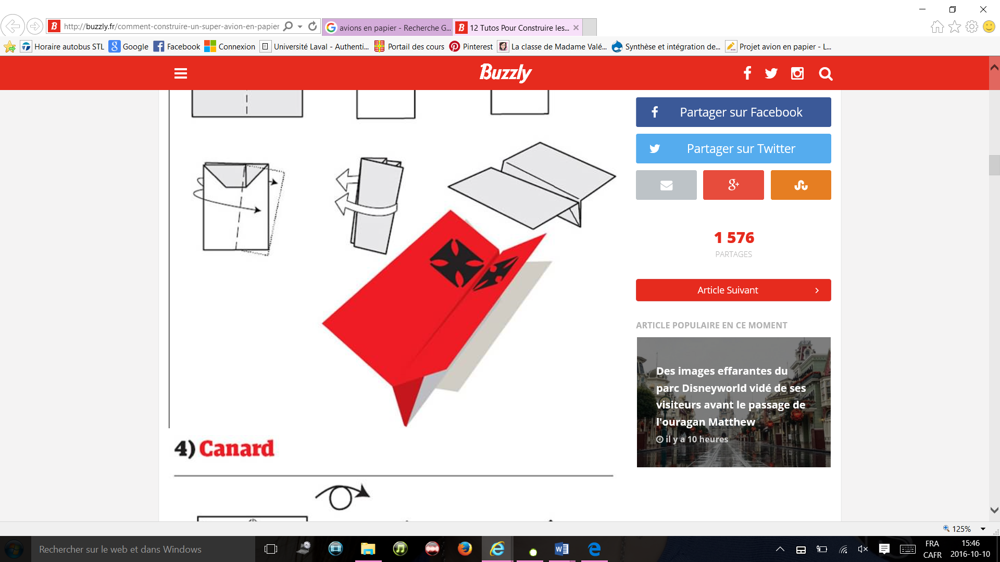 http://buzzly.fr/comment-construire-un-super-avion-en-papier
avions en papier - Recherche G...
12 Tutos Pour Construire les...
Horaire autobus STL
Google
Facebook
Connexion
Université Laval - Authenti...
Portail des cours
Pinterest
La classe de Madame Valé...
Synthèse et intégration de...
Projet avion en papier - L...
Buzzly
Partager sur Facebook
Partager sur Twitter
1 576
PARTAGES
Article Suivant
ARTICLE POPULAIRE EN CE MOMENT
Des images effarantes du
parc Disneyworld vidé de ses
visiteurs avant le passage de
l'ouragan Matthew
il y a 10 heures
4) Canard
125%
Rechercher sur le web et dans Windows
FRA
CAFR
15:46
2016-10-10